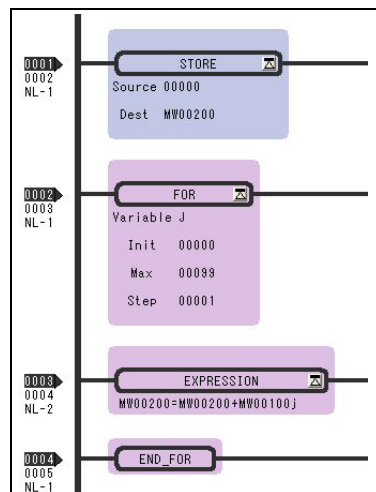 0001
0002
NL-1
STORE
Source 00000
Dest MW00200
0002
0003
NL-1
FOR
Variable J
Init 00000
Max 00099
Step 00001
0003
0004
NL-2
EXPRESSION
MW00200=MW00200+MW00100j
0004
0005
NL-1
END_FOR